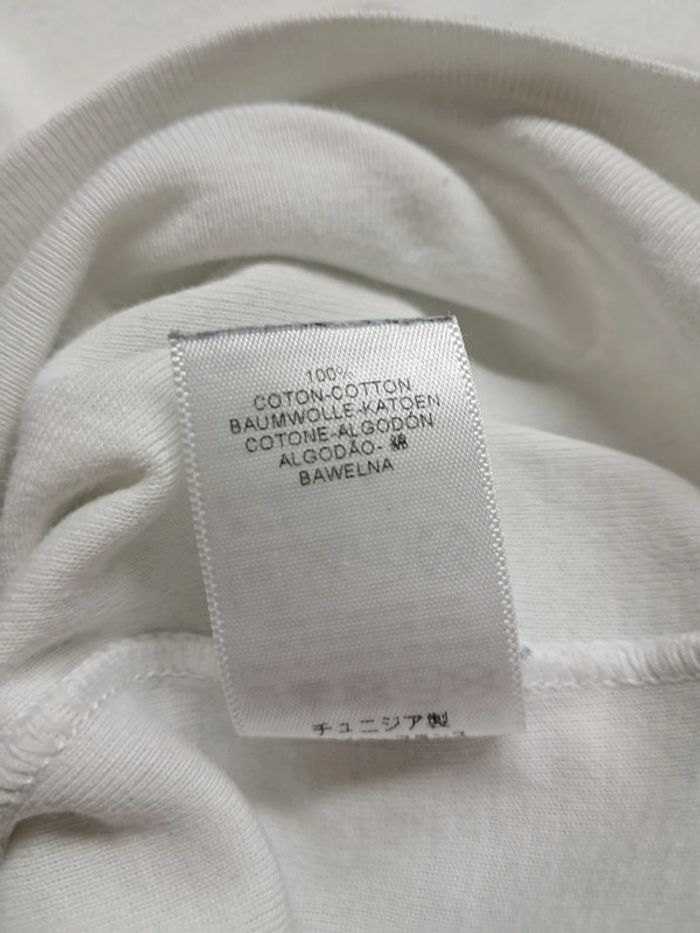 100%
COTON-COTTON
BAUMWOLLE-KATOEN
COTONE-ALGODÓN
ALGODÃO- 綿
BAWELNA
チュニジア製